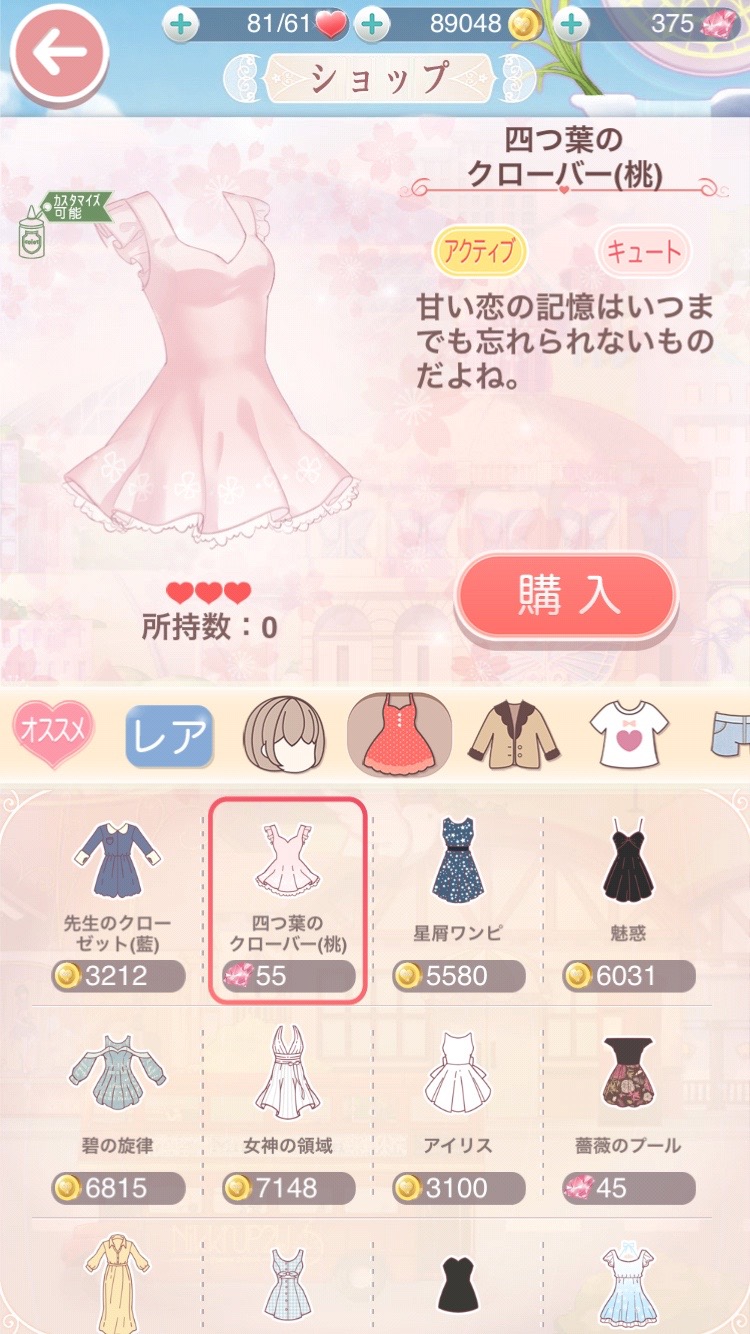 81/61
89048
375
ショップ
四つ葉の
クローバー(桃)
カスタマイズ
可能
アクティブ
キュート
甘い恋の記憶はいつま
でも忘れられないもの
だよね。
所持数：0
購入
オススメ
レア
先生のクロー
ゼット(藍)
3212
四つ葉の
クローバー(桃)
55
星屑ワンピ
5580
魅惑
6031
碧の旋律
6815
女神の領域
7148
アイリス
3100
薔薇のプール
45